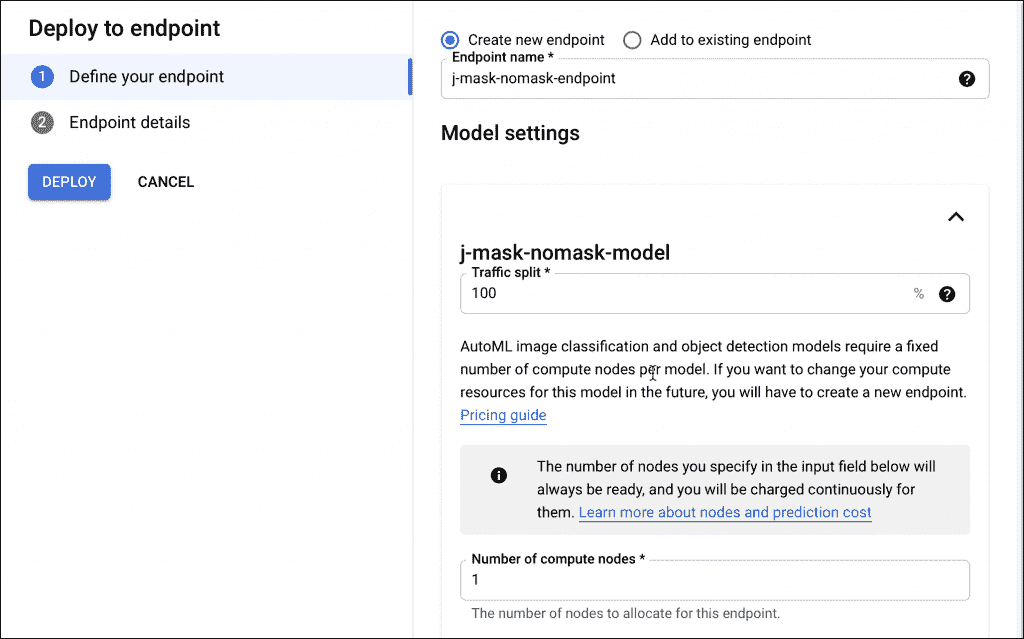 Deploy to endpoint
1 Define your endpoint
2 Endpoint details
DEPLOY CANCEL
Create new endpoint Add to existing endpoint
Endpoint name *
j-mask-nomask-endpoint ?
Model settings
j-mask-nomask-model
Traffic split *
100 % ?
AutoML image classification and object detection models require a fixed
number of compute nodes per model. If you want to change your compute
resources for this model in the future, you will have to create a new endpoint.
Pricing guide
i The number of nodes you specify in the input field below will
always be ready, and you will be charged continuously for
them. Learn more about nodes and prediction cost
Number of compute nodes *
1
The number of nodes to allocate for this endpoint.